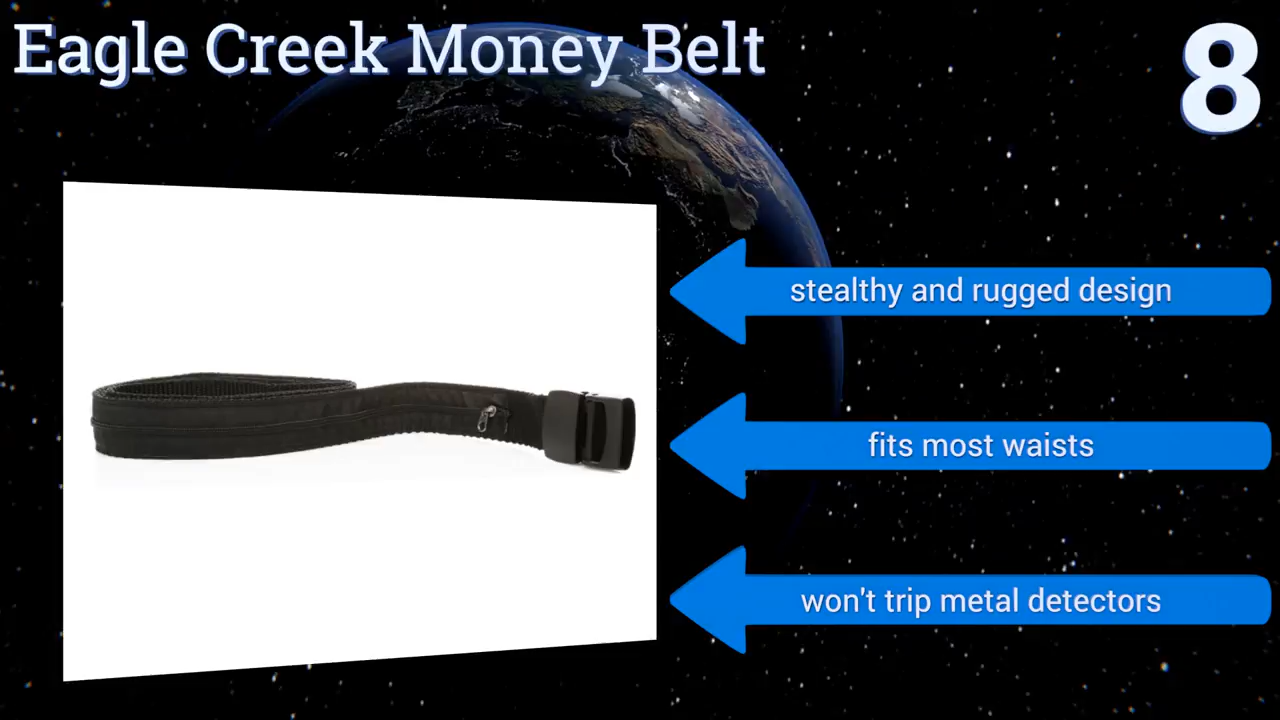 Eagle Creek Money Belt
8
stealthy and rugged design
fits most waists
won't trip metal detectors